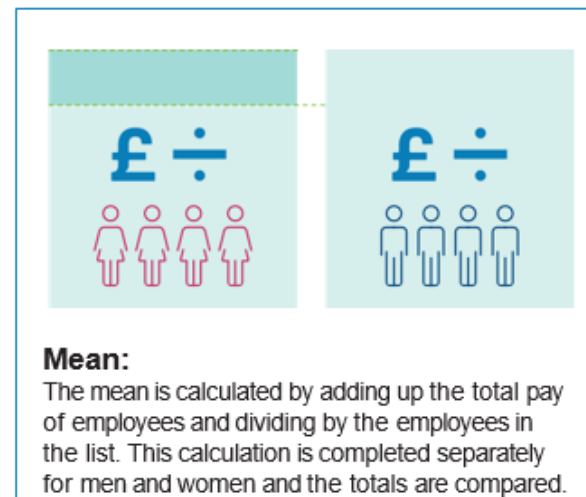 £ ÷ £ ÷
Mean:
The mean is calculated by adding up the total pay
of employees and dividing by the employees in
the list. This calculation is completed separately
for men and women and the totals are compared.